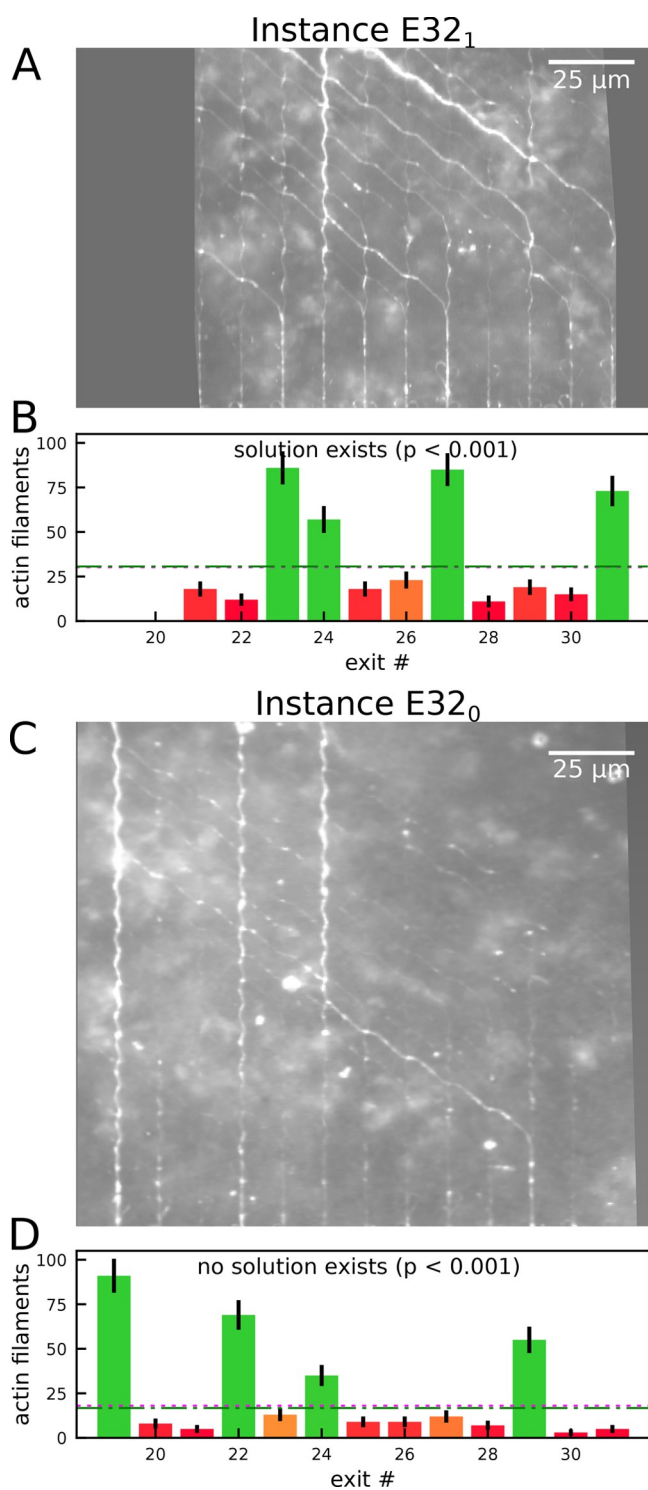 Instance E32₁
A
25 µm
B
solution exists (p < 0.001)
100
75
50
25
0
actin filaments
20 22 24 26 28 30
exit #
Instance E32₀
C
25 µm
D
no solution exists (p < 0.001)
100
75
50
25
0
actin filaments
20 22 24 26 28 30
exit #